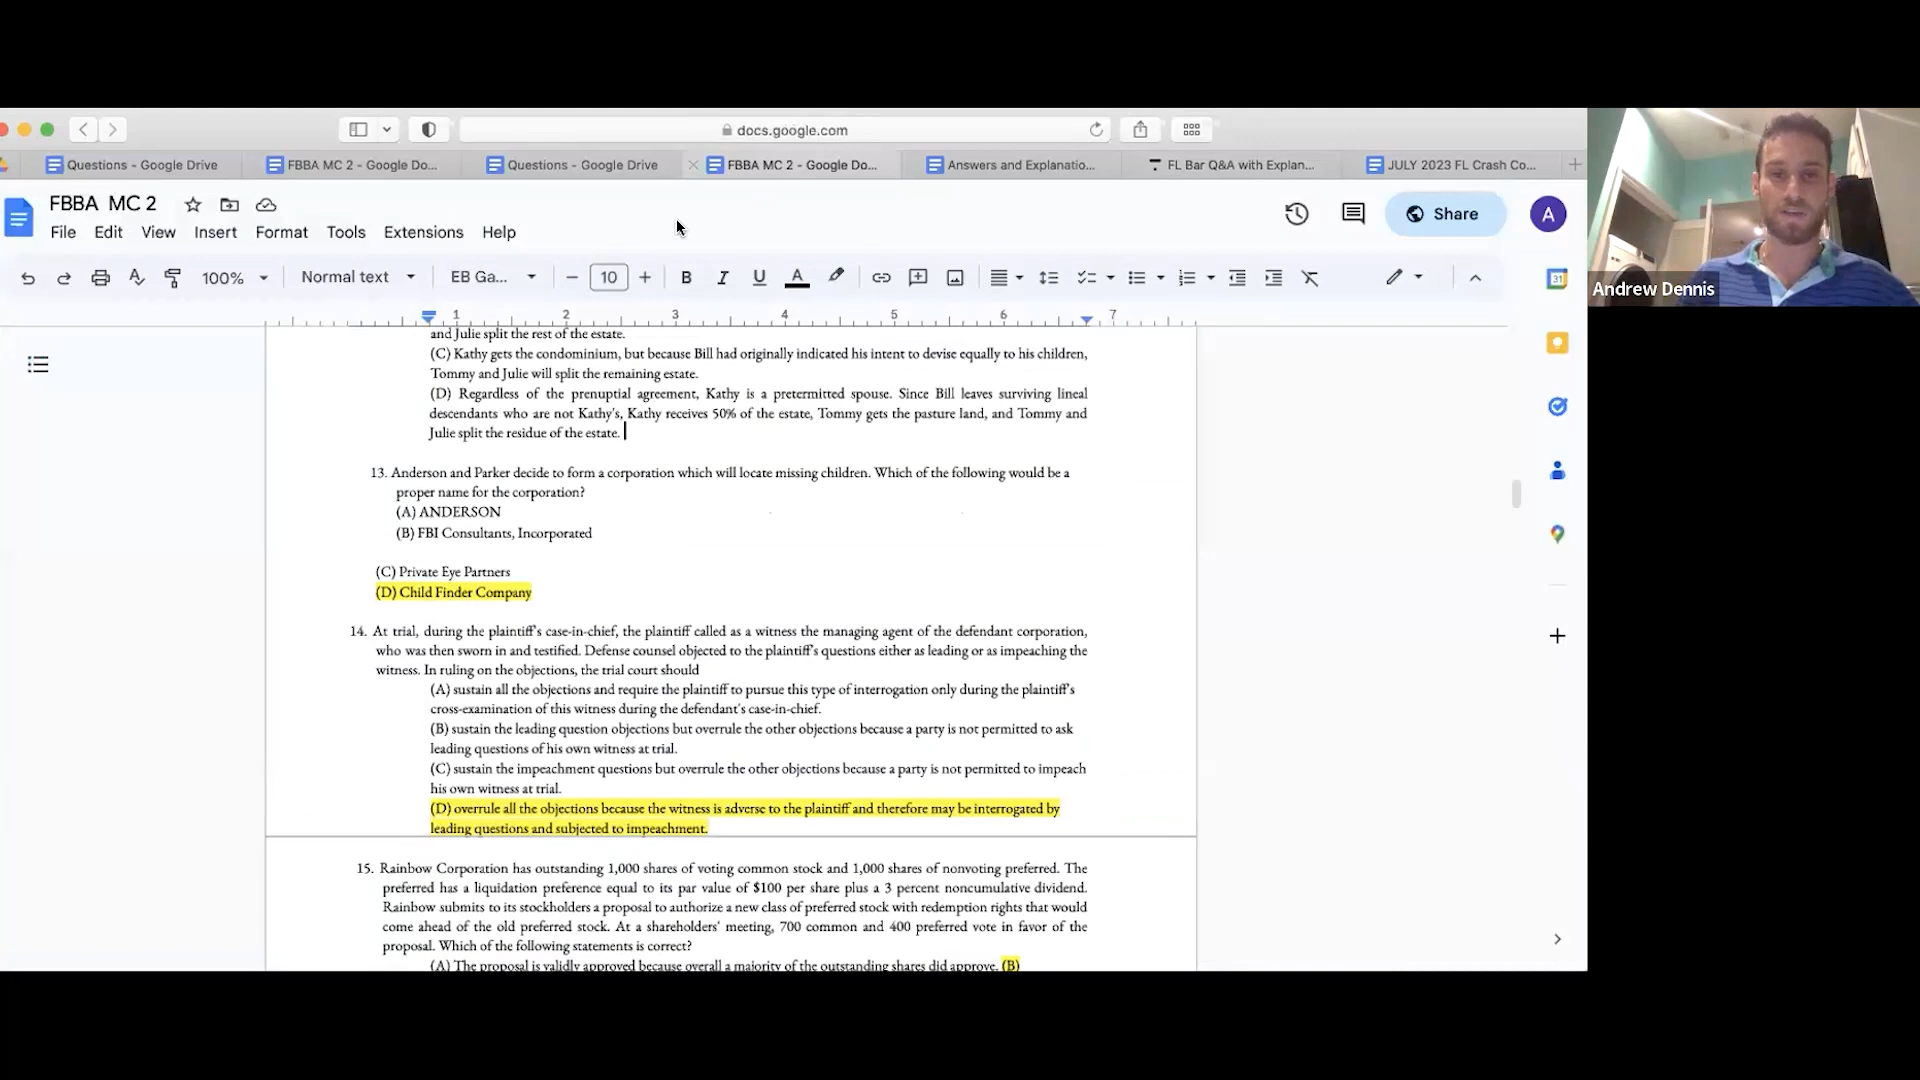 docs.google.com
Questions - Google Drive
FBBA MC 2 - Google Do...
Questions - Google Drive
FBBA MC 2 - Google Do...
Answers and Explanatio...
FL Bar Q&A with Explan...
JULY 2023 FL Crash Co...
FBBA MC 2
Share
A
File Edit View Insert Format Tools Extensions Help
100% Normal text EB Ga... 10 B I U A
1 2 3 4 5 6 7
31
Andrew Dennis
and Julie split the rest of the estate.
(C) Kathy gets the condominium, but because Bill had originally indicated his intent to devise equally to his children,
Tommy and Julie will split the remaining estate.
(D) Regardless of the prenuptial agreement, Kathy is a pretermitted spouse. Since Bill leaves surviving lineal
descendants who are not Kathy's, Kathy receives 50% of the estate, Tommy gets the pasture land, and Tommy and
Julie split the residue of the estate.
13. Anderson and Parker decide to form a corporation which will locate missing children. Which of the following would be a
proper name for the corporation?
(A) ANDERSON
(B) FBI Consultants, Incorporated
(C) Private Eye Partners
(D) Child Finder Company
14. At trial, during the plaintiff's case-in-chief, the plaintiff called as a witness the managing agent of the defendant corporation,
who was then sworn in and testified. Defense counsel objected to the plaintiff's questions either as leading or as impeaching the
witness. In ruling on the objections, the trial court should
(A) sustain all the objections and require the plaintiff to pursue this type of interrogation only during the plaintiff's
cross-examination of this witness during the defendant's case-in-chief.
(B) sustain the leading question objections but overrule the other objections because a party is not permitted to ask
leading questions of his own witness at trial.
(C) sustain the impeachment questions but overrule the other objections because a party is not permitted to impeach
his own witness at trial.
(D) overrule all the objections because the witness is adverse to the plaintiff and therefore may be interrogated by
leading questions and subjected to impeachment.
15. Rainbow Corporation has outstanding 1,000 shares of voting common stock and 1,000 shares of nonvoting preferred. The
preferred has a liquidation preference equal to its par value of $100 per share plus a 3 percent noncumulative dividend.
Rainbow submits to its stockholders a proposal to authorize a new class of preferred stock with redemption rights that would
come ahead of the old preferred stock. At a shareholders' meeting, 700 common and 400 preferred vote in favor of the
proposal. Which of the following statements is correct?
(A) The proposal is validly approved because overall a majority of the outstanding shares did approve. (B)